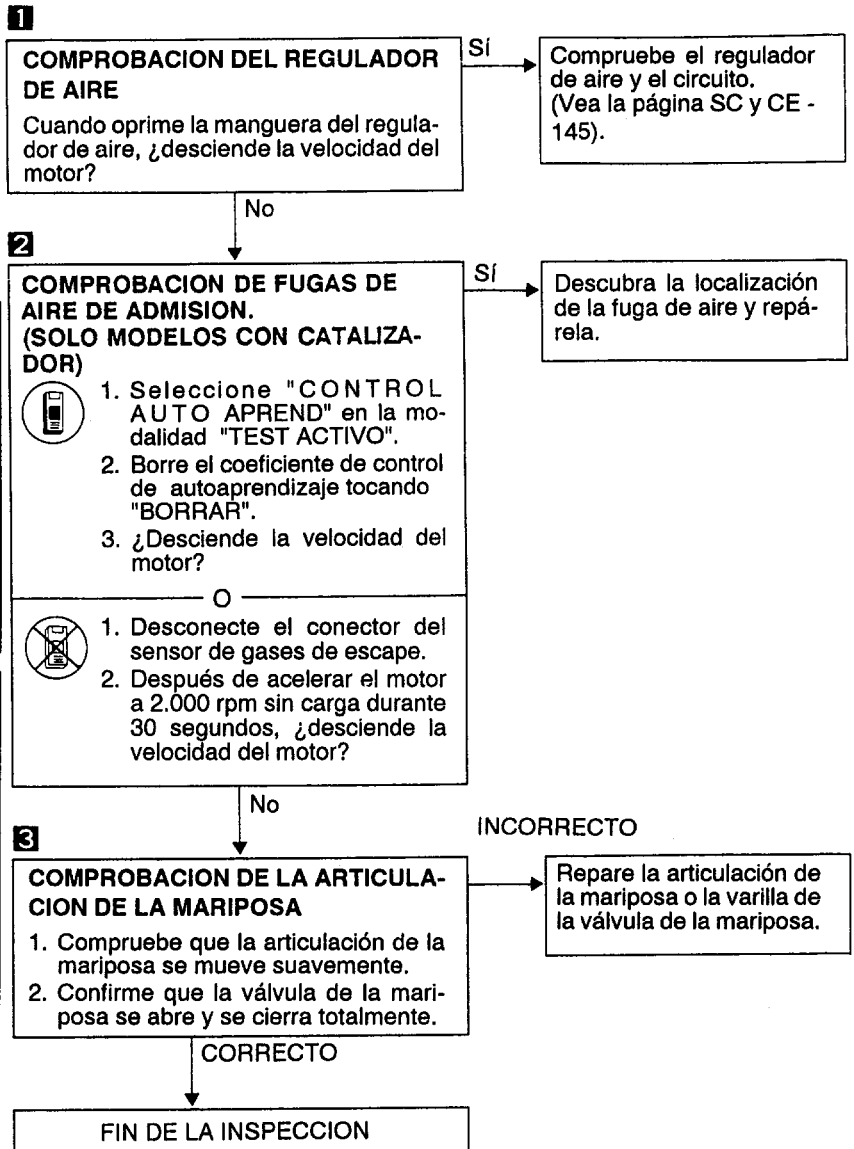 1
COMPROBACION DEL REGULADOR
DE AIRE
Cuando oprime la manguera del regula-
dor de aire, ¿desciende la velocidad del
motor?
Sí
Compruebe el regulador
de aire y el circuito.
(Vea la página SC y CE -
145).
No
2
COMPROBACION DE FUGAS DE
AIRE DE ADMISION.
(SOLO MODELOS CON CATALIZA-
DOR)
1. Seleccione "CONTROL
AUTO APREND" en la mo-
dalidad "TEST ACTIVO".
2. Borre el coeficiente de control
de autoaprendizaje tocando
"BORRAR".
3. ¿Desciende la velocidad del
motor?
Sí
Descubra la localización
de la fuga de aire y repá-
rela.
O
1. Desconecte el conector del
sensor de gases de escape.
2. Después de acelerar el motor
a 2.000 rpm sin carga durante
30 segundos, ¿desciende la
velocidad del motor?
No
3
COMPROBACION DE LA ARTICULA-
CION DE LA MARIPOSA
1. Compruebe que la articulación de la
mariposa se mueve suavemente.
2. Confirme que la válvula de la mari-
posa se abre y se cierra totalmente.
INCORRECTO
Repare la articulación de
la mariposa o la varilla de
la válvula de la mariposa.
CORRECTO
FIN DE LA INSPECCION